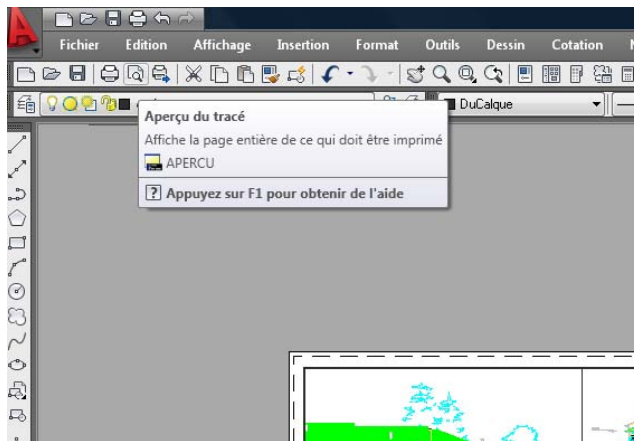 Fichier Edition Affichage Insertion Format Outils Dessin Cotation
DuCalque
Aperçu du tracé
Affiche la page entière de ce qui doit être imprimé
APERCU
? Appuyez sur F1 pour obtenir de l'aide